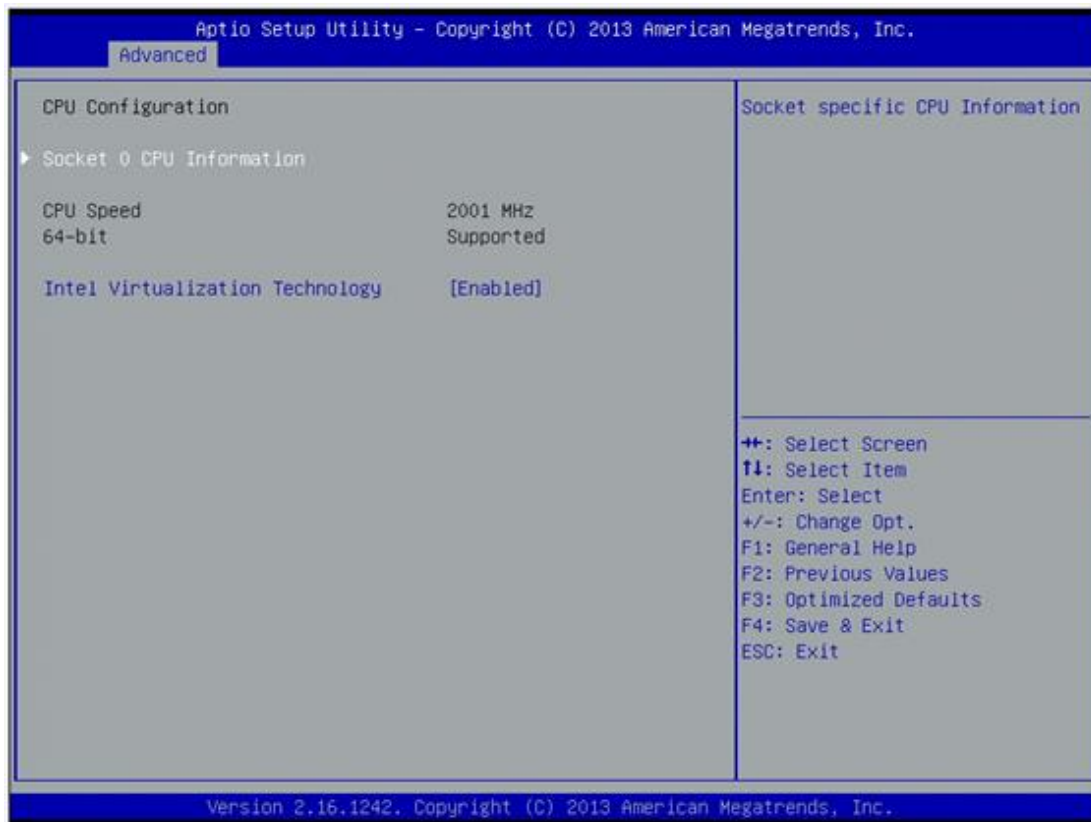 Aptio Setup Utility – Copyright (C) 2013 American Megatrends, Inc.
Advanced
CPU Configuration
Socket 0 CPU Information
CPU Speed 2001 MHz
64-bit Supported
Intel Virtualization Technology [Enabled]
Socket specific CPU Information
→←: Select Screen
↑↓: Select Item
Enter: Select
+/-: Change Opt.
F1: General Help
F2: Previous Values
F3: Optimized Defaults
F4: Save & Exit
ESC: Exit
Version 2.16.1242. Copyright (C) 2013 American Megatrends, Inc.